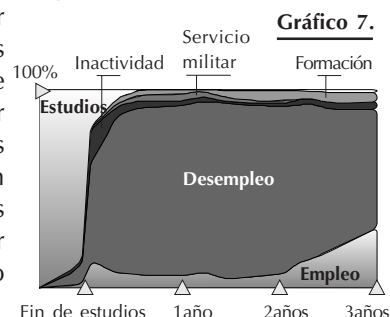 Gráfico 7.
Servicio
militar
Inactividad
Formación
100%
Estudios
Desempleo
Empleo
Fin de estudios 1año 2años 3años